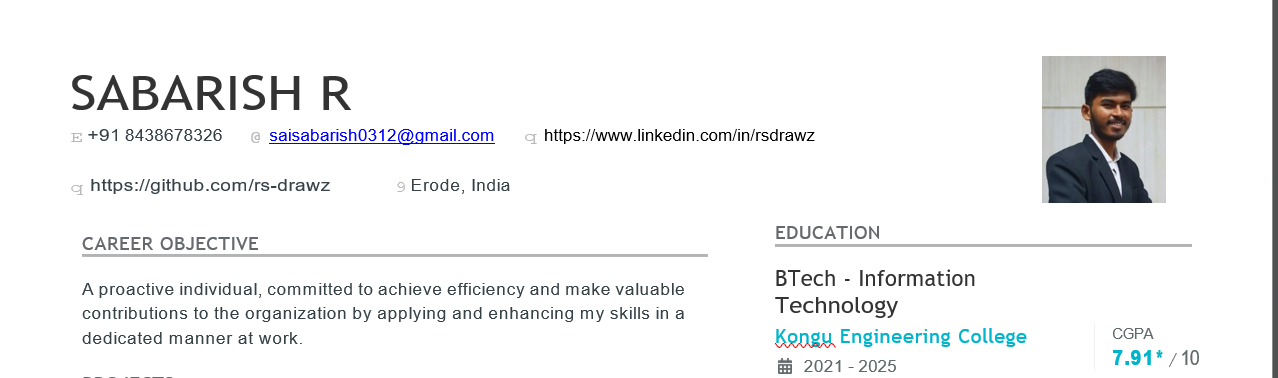 SABARISH R
E +91 8438678326 @ saisabarish0312@gmail.com q https://www.linkedin.com/in/rsdrawz
q https://github.com/rs-drawz 9 Erode, India
CAREER OBJECTIVE
A proactive individual, committed to achieve efficiency and make valuable
contributions to the organization by applying and enhancing my skills in a
dedicated manner at work.
EDUCATION
BTech - Information
Technology
Kongu Engineering College
2021 - 2025
CGPA
7.91* / 10